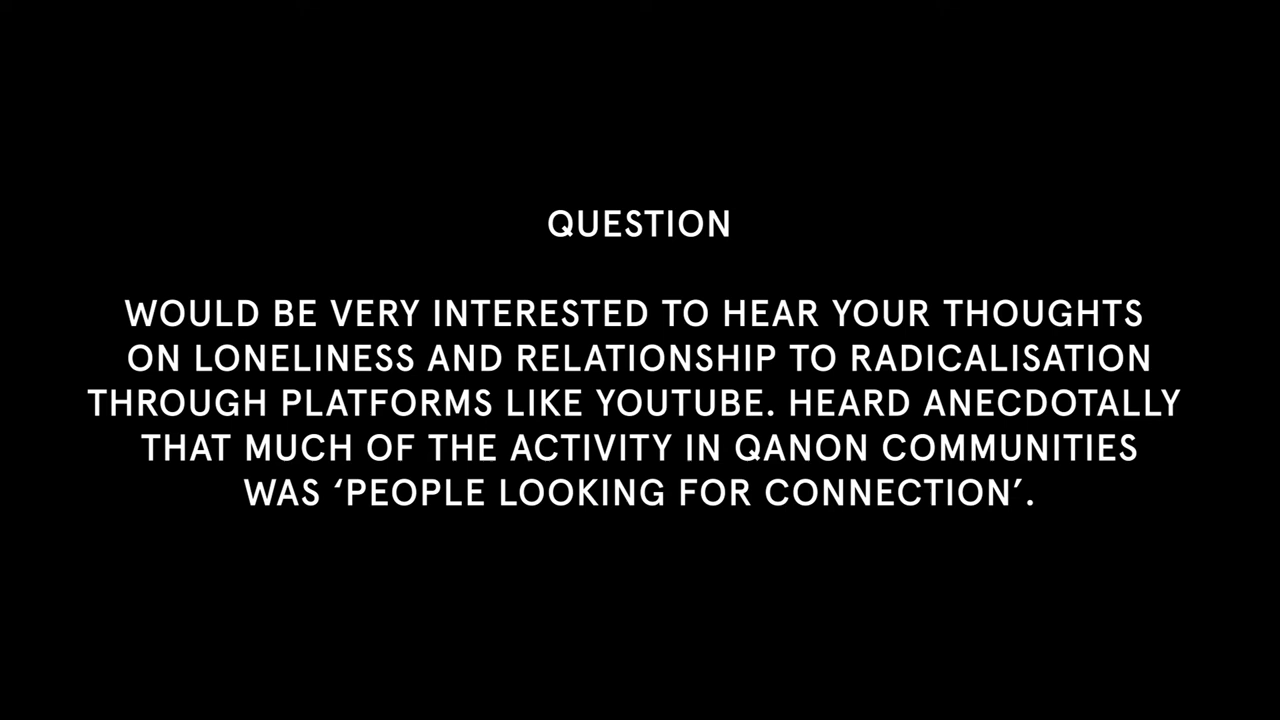 QUESTION
WOULD BE VERY INTERESTED TO HEAR YOUR THOUGHTS
ON LONELINESS AND RELATIONSHIP TO RADICALISATION
THROUGH PLATFORMS LIKE YOUTUBE. HEARD ANECDOTALLY
THAT MUCH OF THE ACTIVITY IN QANON COMMUNITIES
WAS ‘PEOPLE LOOKING FOR CONNECTION’.